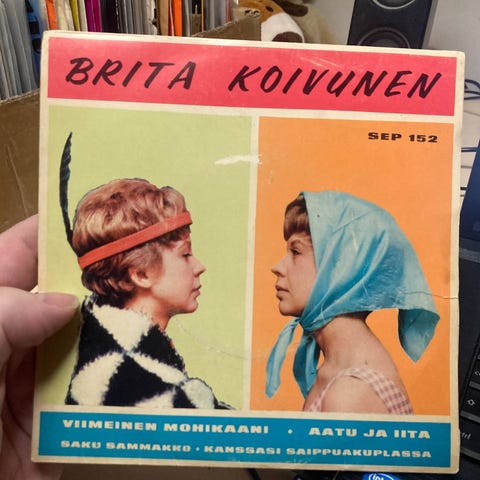 BRITA KOIVUNEN
SEP 152
VIIMEINEN MOHIKAANI • AATU JA IITA
SAKU SAMMAKKO • KANSSASI SAIPPUAKUPLASSA